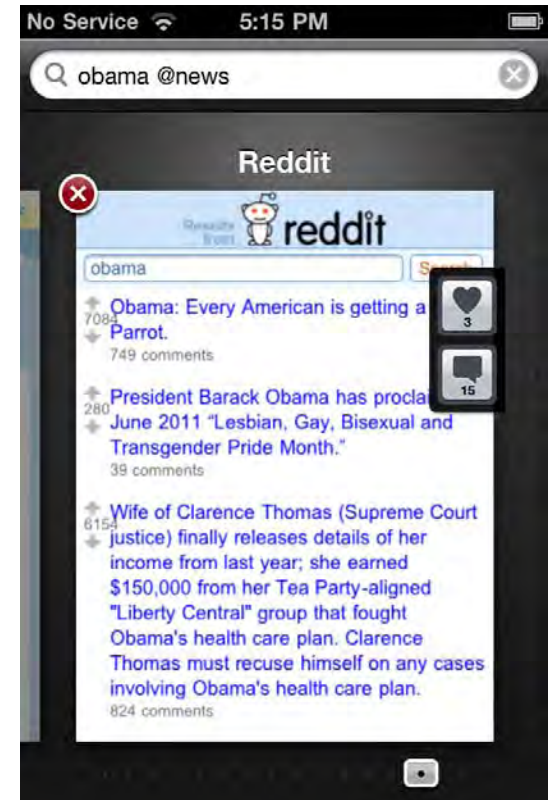 No Service 5:15 PM
obama @news
Reddit
Results
from reddit
obama Search
Obama: Every American is getting a
7084
Parrot.
749 comments
President Barack Obama has proclai
280
June 2011 “Lesbian, Gay, Bisexual and
Transgender Pride Month.”
39 comments
Wife of Clarence Thomas (Supreme Court
6154
justice) finally releases details of her
income from last year; she earned
$150,000 from her Tea Party-aligned
"Liberty Central" group that fought
Obama's health care plan. Clarence
Thomas must recuse himself on any cases
involving Obama's health care plan.
824 comments
3
15